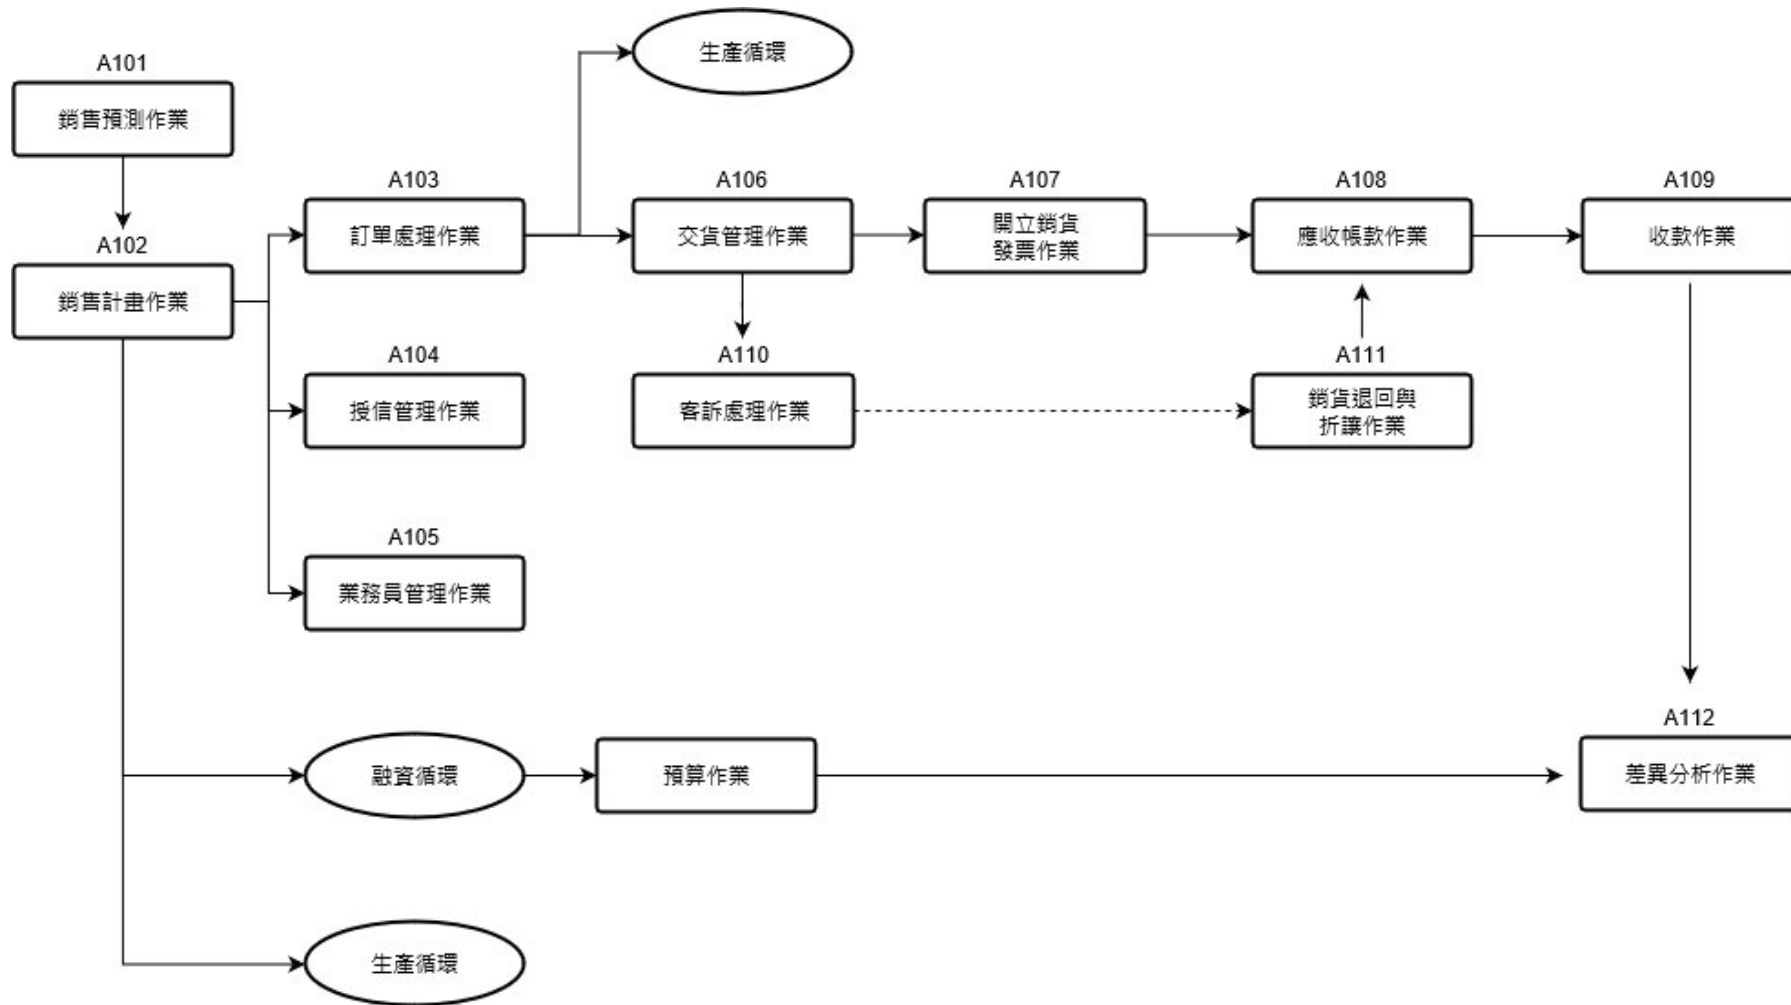 生產循環
A101
銷售預測作業
A103
A106
A107
A108
A109
訂單處理作業
交貨管理作業
開立銷貨
發票作業
應收帳款作業
收款作業
A102
銷售計畫作業
A104
A110
A111
授信管理作業
客訴處理作業
銷貨退回與
折讓作業
A105
業務員管理作業
A112
融資循環
預算作業
差異分析作業
生產循環